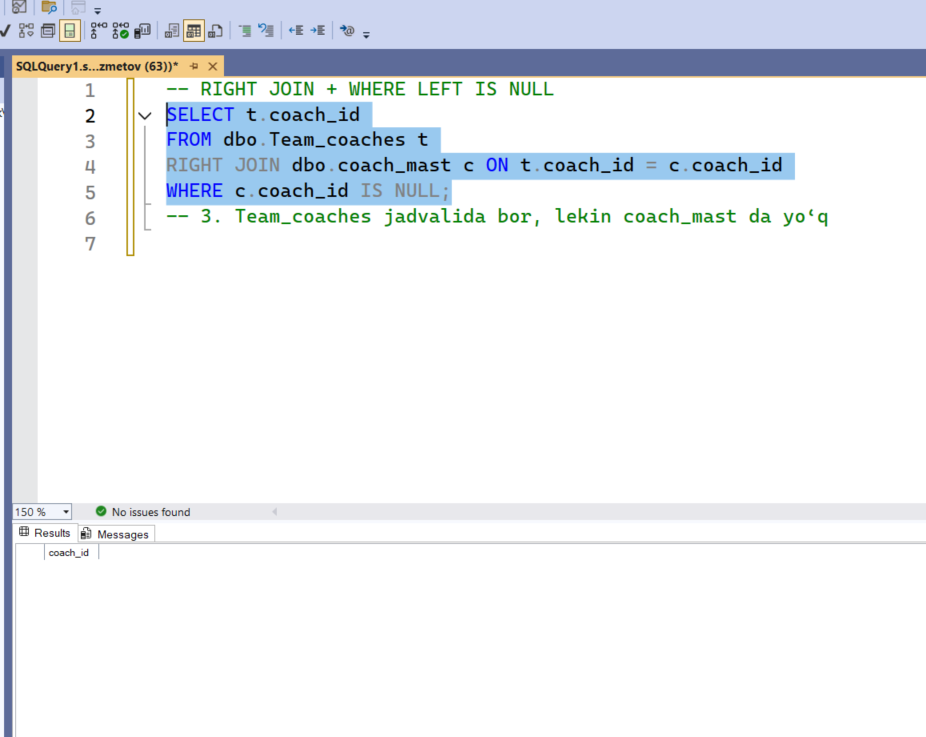 SQLQuery1.s...zmetov (63))*
1 -- RIGHT JOIN + WHERE LEFT IS NULL
2 SELECT t.coach_id
3 FROM dbo.Team_coaches t
4 RIGHT JOIN dbo.coach_mast c ON t.coach_id = c.coach_id
5 WHERE c.coach_id IS NULL;
6 -- 3. Team_coaches jadvalida bor, lekin coach_mast da yo‘q
7
150 % No issues found
Results Messages
coach_id